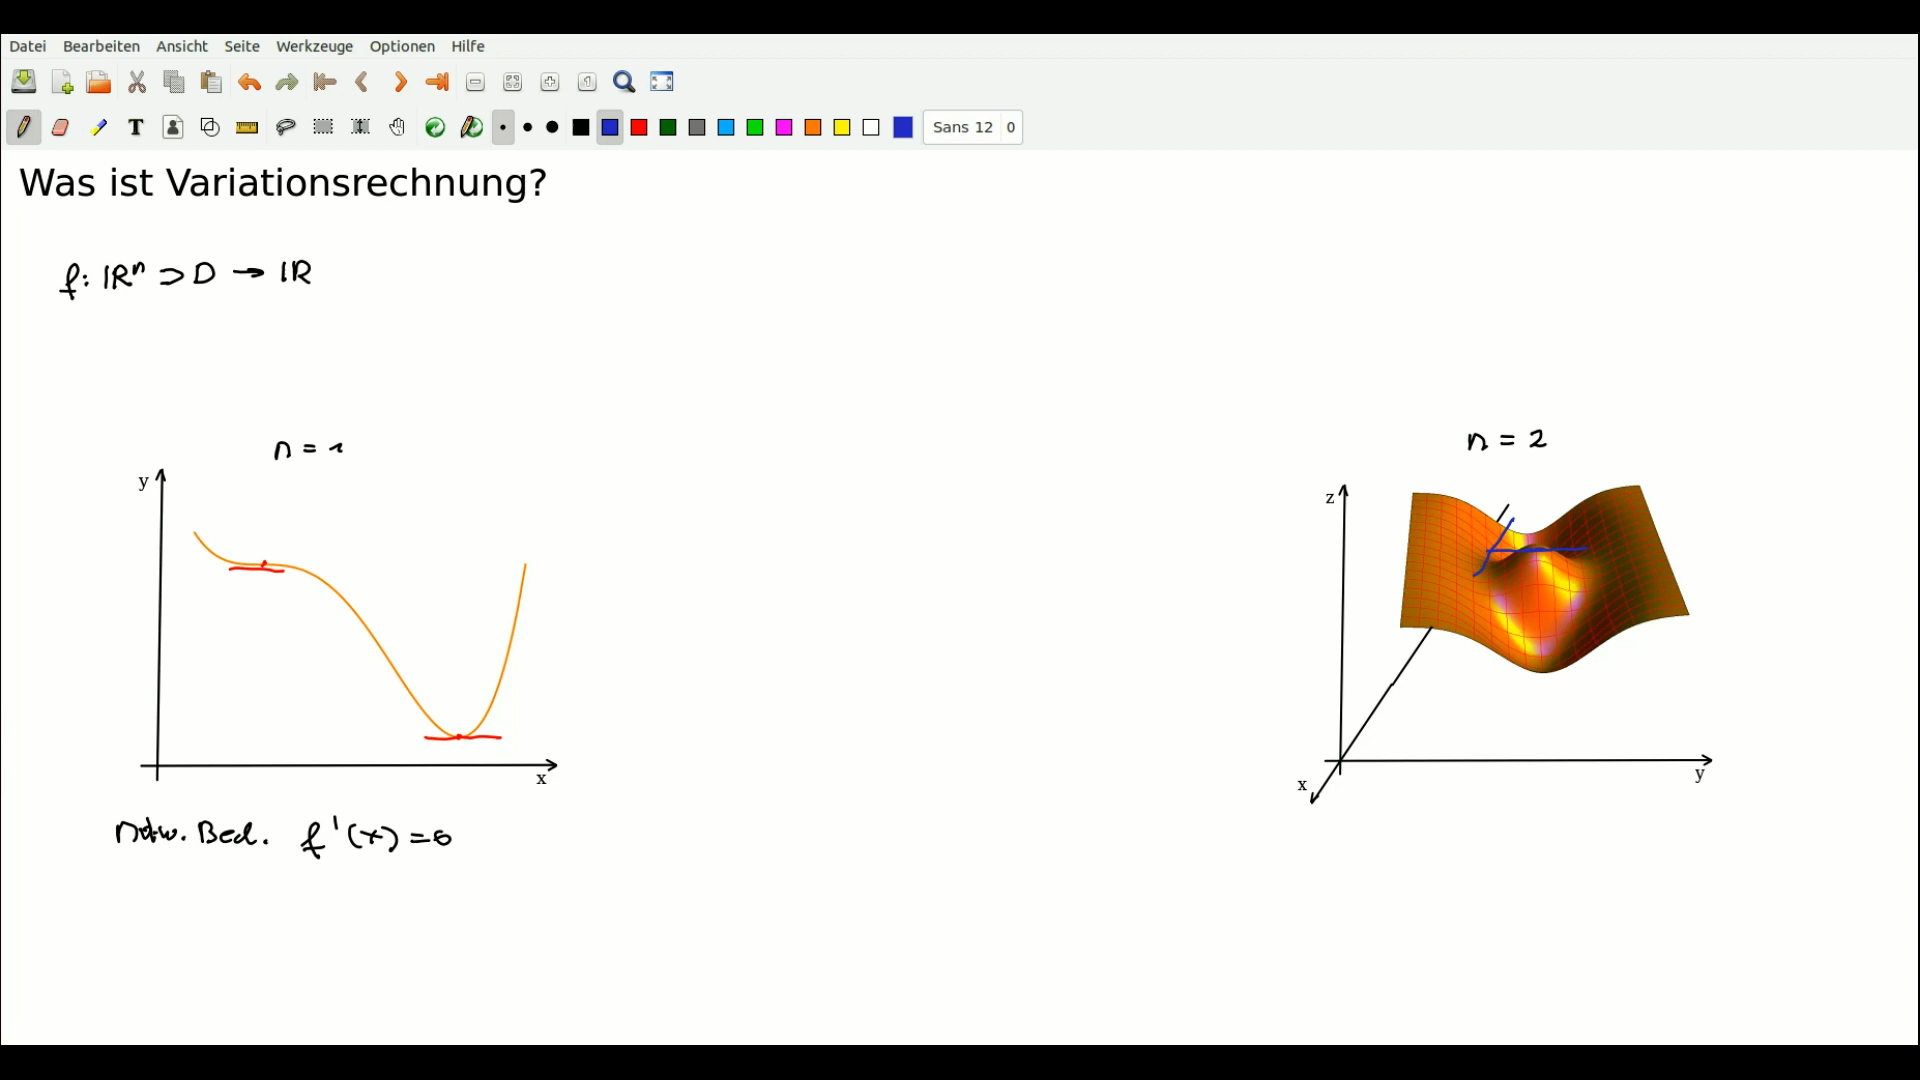 Datei Bearbeiten Ansicht Seite Werkzeuge Optionen Hilfe
T Sans 12 0
Was ist Variationsrechnung?
f: ℝⁿ ⊃ D → ℝ
n = 1
n = 2
y
z
x
x
y
Notw. Bed. f'(x) = 0